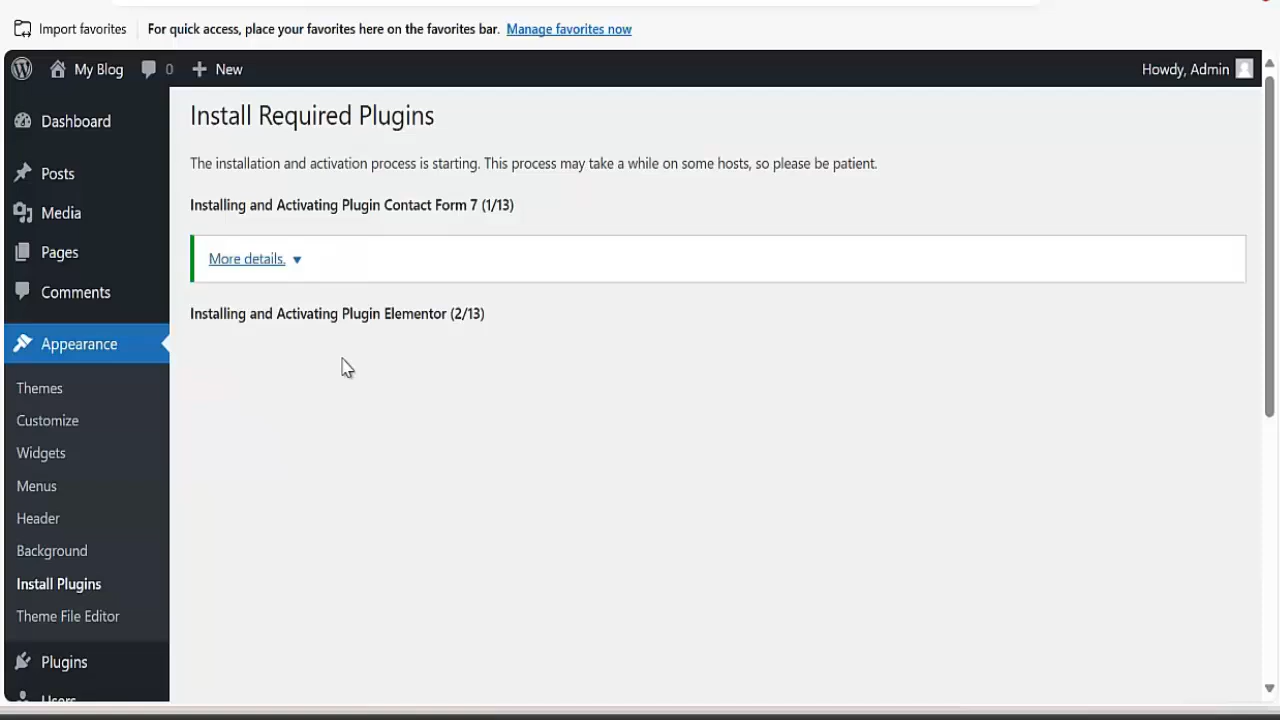 Import favorites
For quick access, place your favorites here on the favorites bar. Manage favorites now
My Blog 0 New Howdy, Admin
Dashboard
Posts
Media
Pages
Comments
Appearance
Themes
Customize
Widgets
Menus
Header
Background
Install Plugins
Theme File Editor
Plugins
Users
Install Required Plugins
The installation and activation process is starting. This process may take a while on some hosts, so please be patient.
Installing and Activating Plugin Contact Form 7 (1/13)
More details.
Installing and Activating Plugin Elementor (2/13)